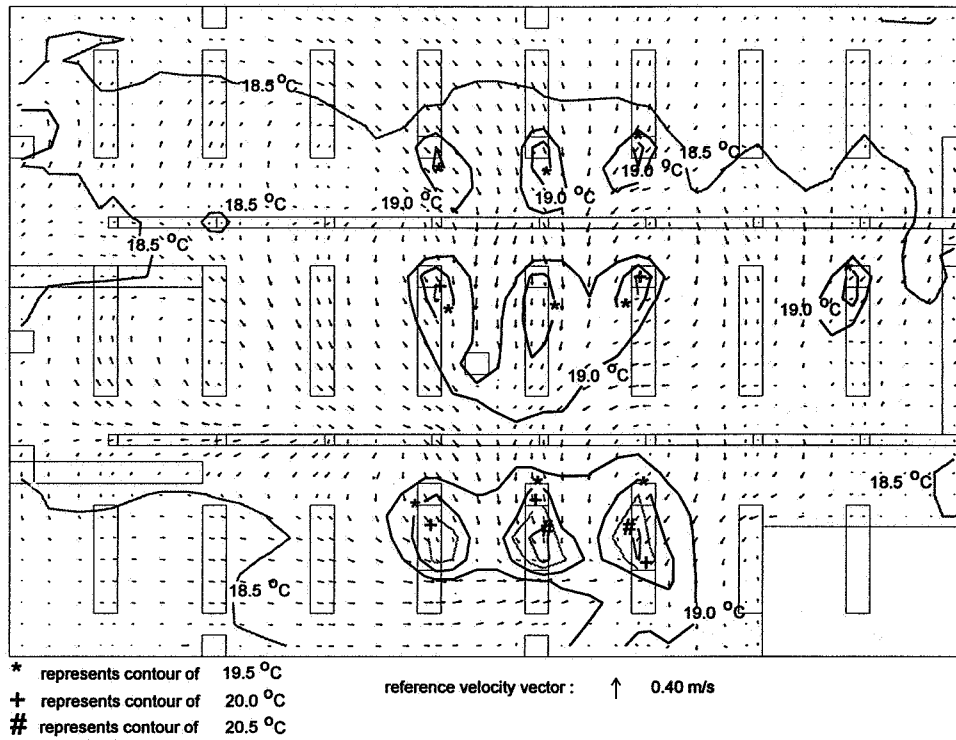 18.5 °C
*
+
*
*
18.5 °C
19.0 °C
18.5 °C
19.0 °C
19.0 °C
18.5 °C
+
*
*
+
*
*
19.0 °C
19.0 °C
*
+
*
+
#
*
#
+
18.5 °C
18.5 °C
19.0 °C
* represents contour of 19.5 °C
+ represents contour of 20.0 °C
# represents contour of 20.5 °C
reference velocity vector : ↑ 0.40 m/s